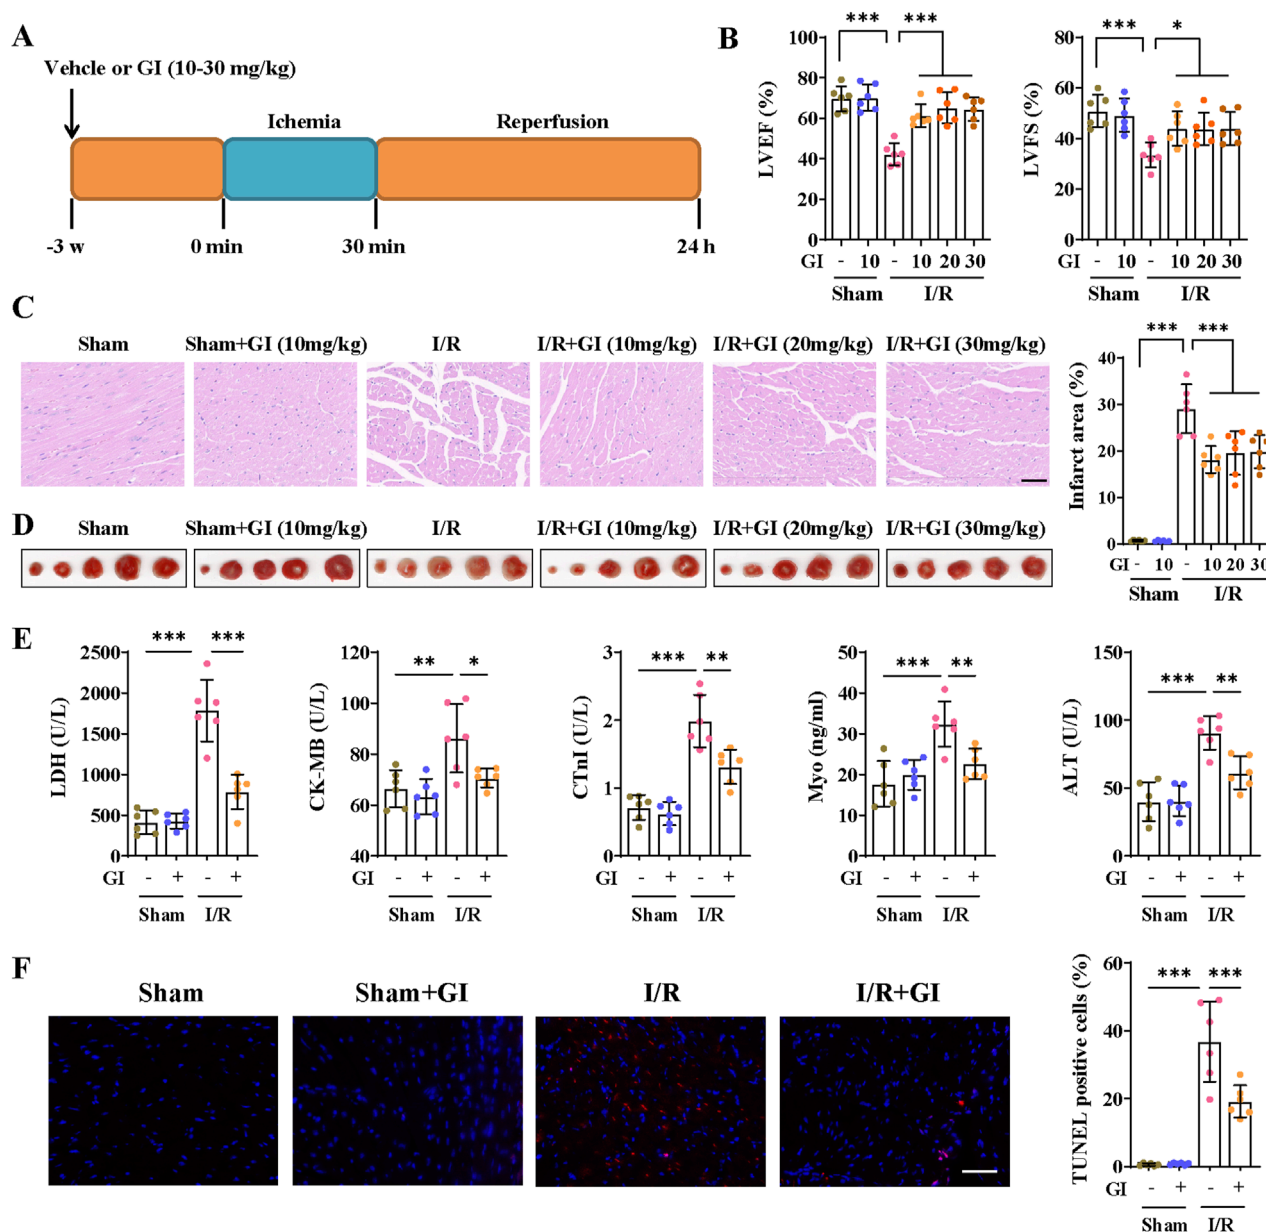 A
Vehcle or GI (10-30 mg/kg)
Ichemia
Reperfusion
-3 w
0 min
30 min
24 h
B
*** ***
LVEF (%)
100
80
60
40
20
0
GI - 10 - 10 20 30
Sham I/R
*** *
LVFS (%)
80
60
40
20
0
GI - 10 - 10 20 30
Sham I/R
C
Sham
Sham+GI (10mg/kg)
I/R
I/R+GI (10mg/kg)
I/R+GI (20mg/kg)
I/R+GI (30mg/kg)
D
Sham
Sham+GI (10mg/kg)
I/R
I/R+GI (10mg/kg)
I/R+GI (20mg/kg)
I/R+GI (30mg/kg)
*** ***
Infarct area (%)
40
30
20
10
0
GI - 10 - 10 20 30
Sham I/R
E
*** ***
LDH (U/L)
2500
2000
1500
1000
500
0
GI - + - +
Sham I/R
** *
CK-MB (U/L)
120
100
80
60
40
GI - + - +
Sham I/R
*** **
CTnI (U/L)
3
2
1
0
GI - + - +
Sham I/R
*** **
Myo (ng/ml)
50
40
30
20
10
0
GI - + - +
Sham I/R
*** **
ALT (U/L)
150
100
50
0
GI - + - +
Sham I/R
F
Sham
Sham+GI
I/R
I/R+GI
*** ***
TUNEL positive cells (%)
60
40
20
0
GI - + - +
Sham I/R